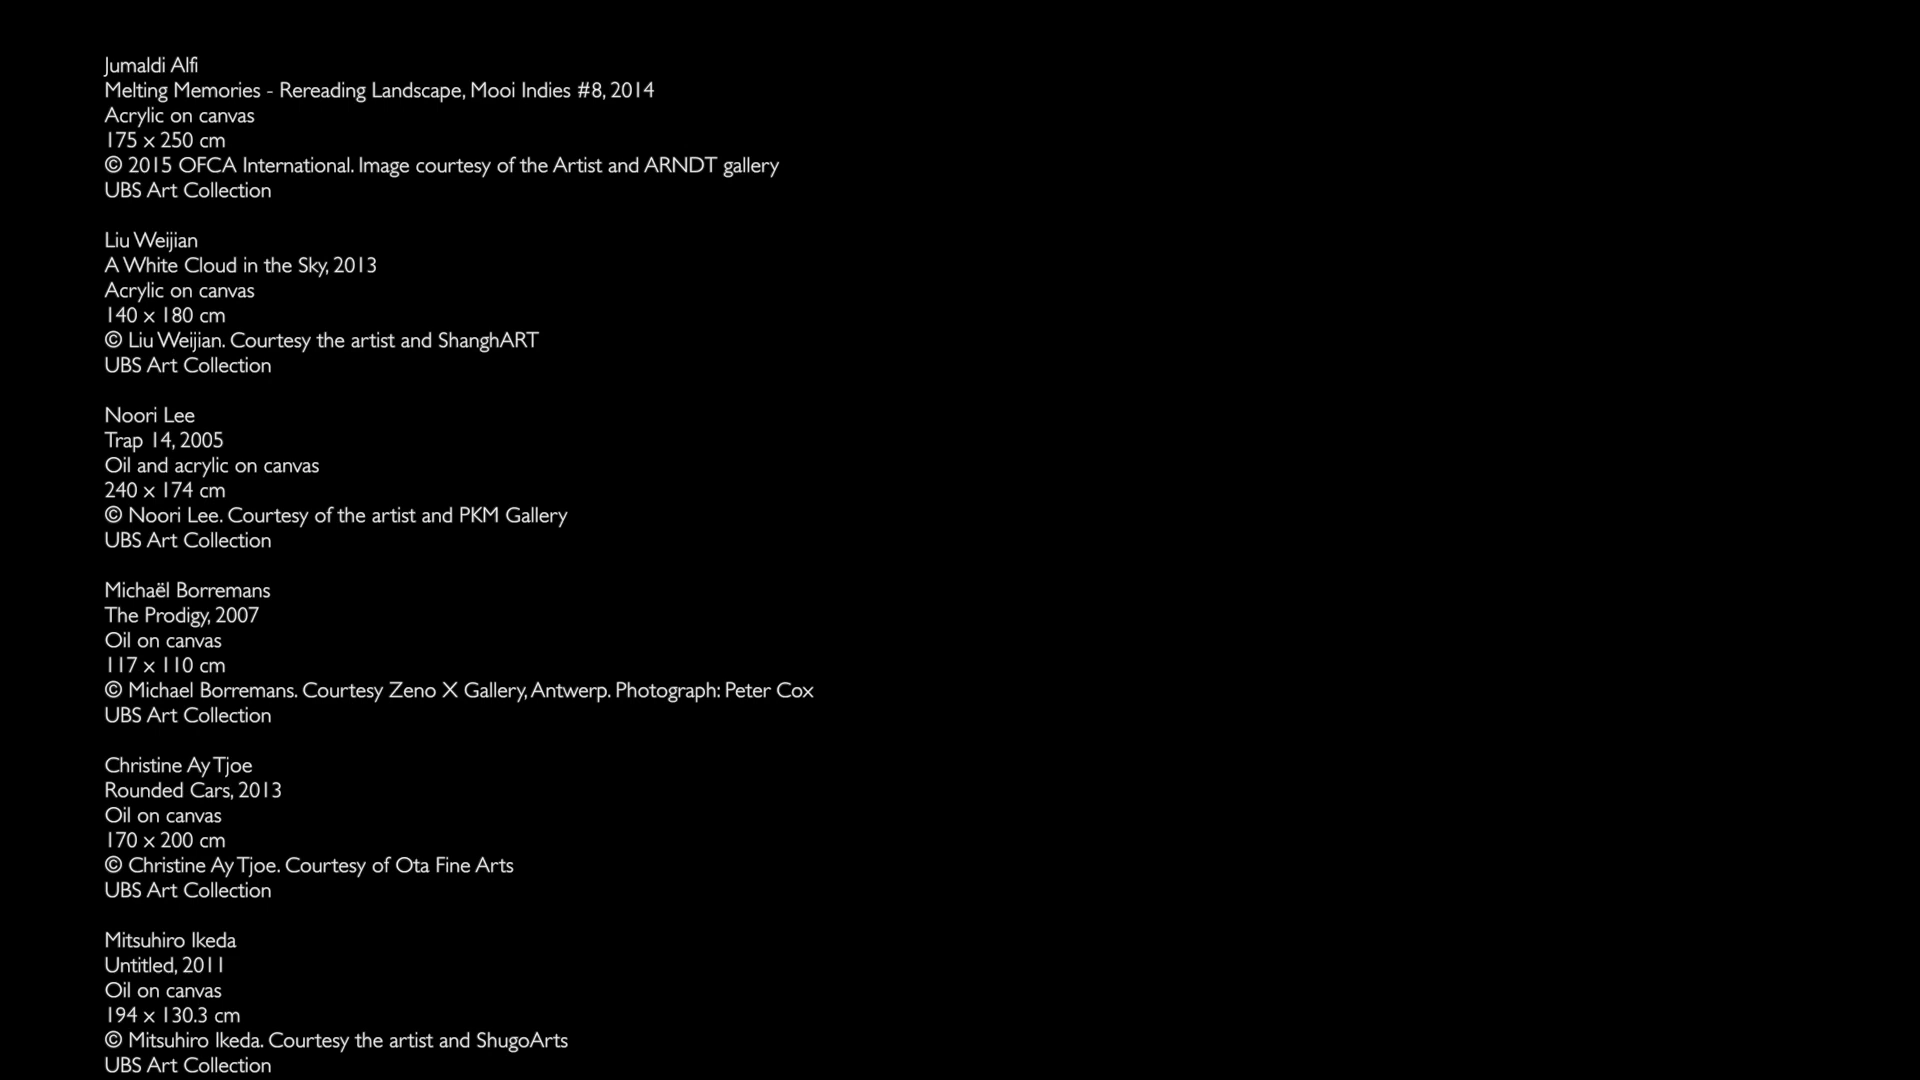 Jumaldi Alfi
Melting Memories - Rereading Landscape, Mooi Indies #8, 2014
Acrylic on canvas
175 x 250 cm
© 2015 OFCA International. Image courtesy of the Artist and ARNDT gallery
UBS Art Collection
Liu Weijian
A White Cloud in the Sky, 2013
Acrylic on canvas
140 x 180 cm
© Liu Weijian. Courtesy the artist and ShanghART
UBS Art Collection
Noori Lee
Trap 14, 2005
Oil and acrylic on canvas
240 x 174 cm
© Noori Lee. Courtesy of the artist and PKM Gallery
UBS Art Collection
Michaël Borremans
The Prodigy, 2007
Oil on canvas
117 x 110 cm
© Michael Borremans. Courtesy Zeno X Gallery, Antwerp. Photograph: Peter Cox
UBS Art Collection
Christine Ay Tjoe
Rounded Cars, 2013
Oil on canvas
170 x 200 cm
© Christine Ay Tjoe. Courtesy of Ota Fine Arts
UBS Art Collection
Mitsuhiro Ikeda
Untitled, 2011
Oil on canvas
194 x 130.3 cm
© Mitsuhiro Ikeda. Courtesy the artist and ShugoArts
UBS Art Collection